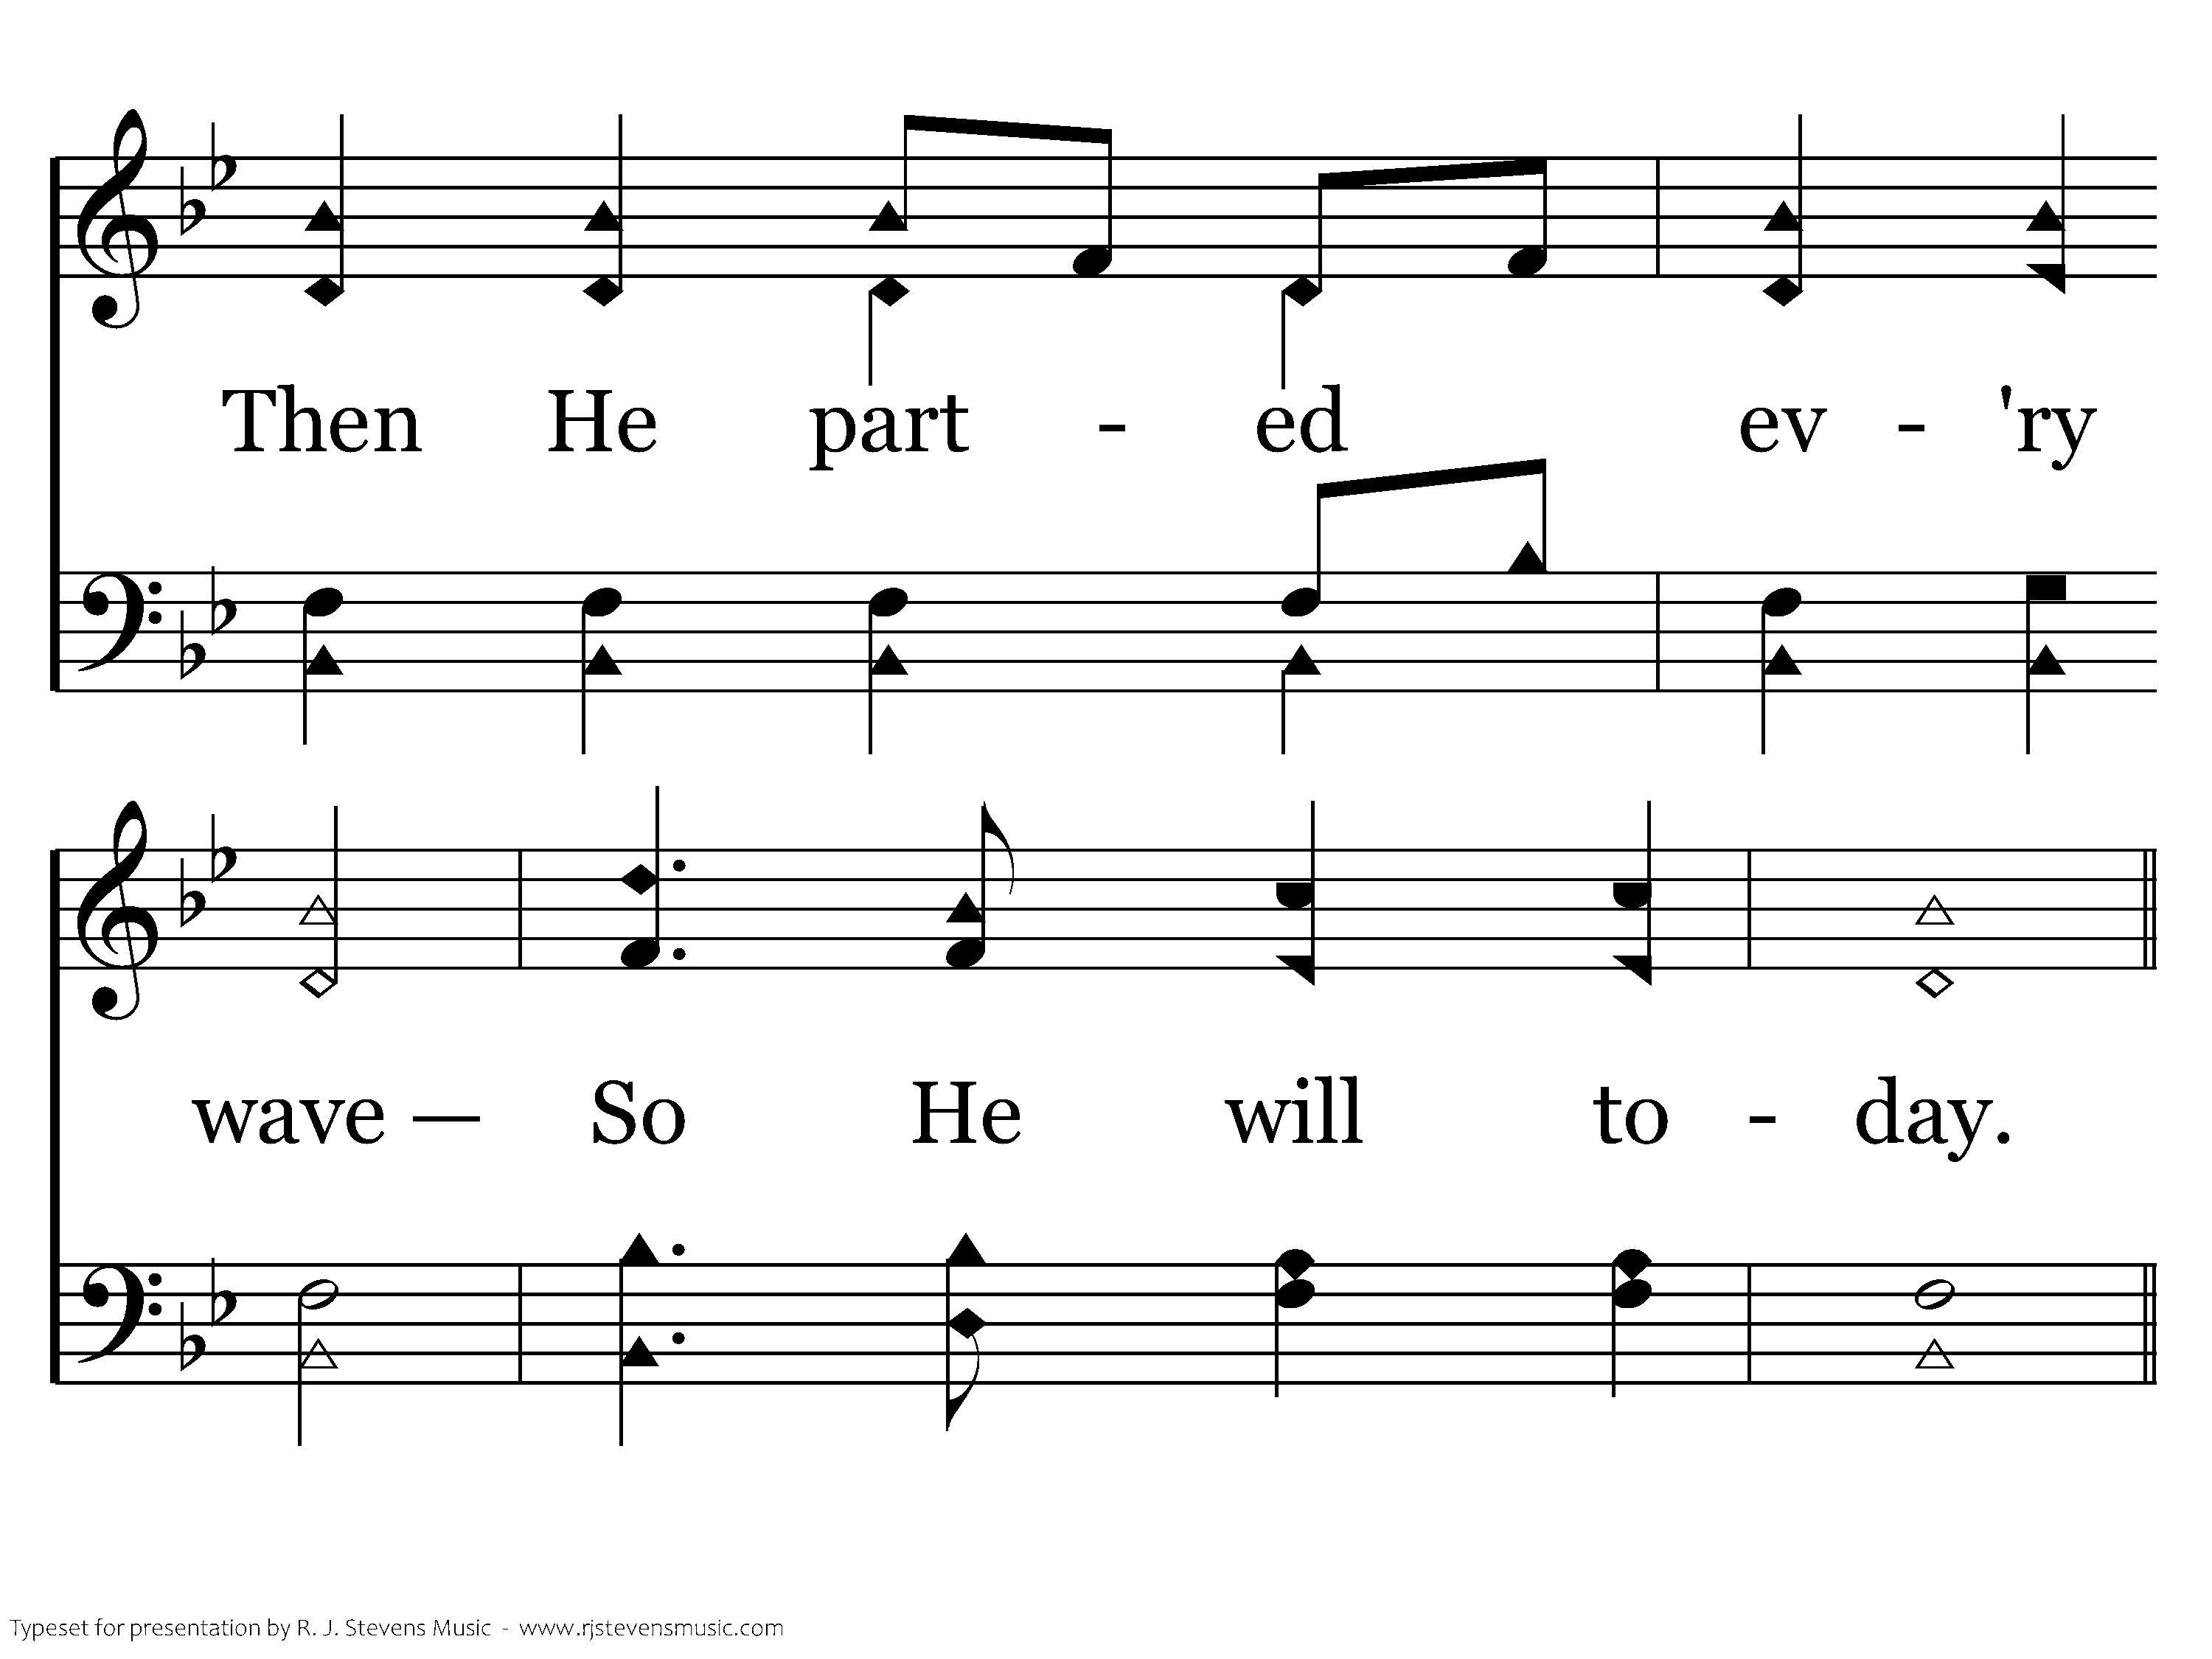 Then He part - ed ev - 'ry
wave — So He will to - day.
Typeset for presentation by R. J. Stevens Music - www.rjstevensmusic.com